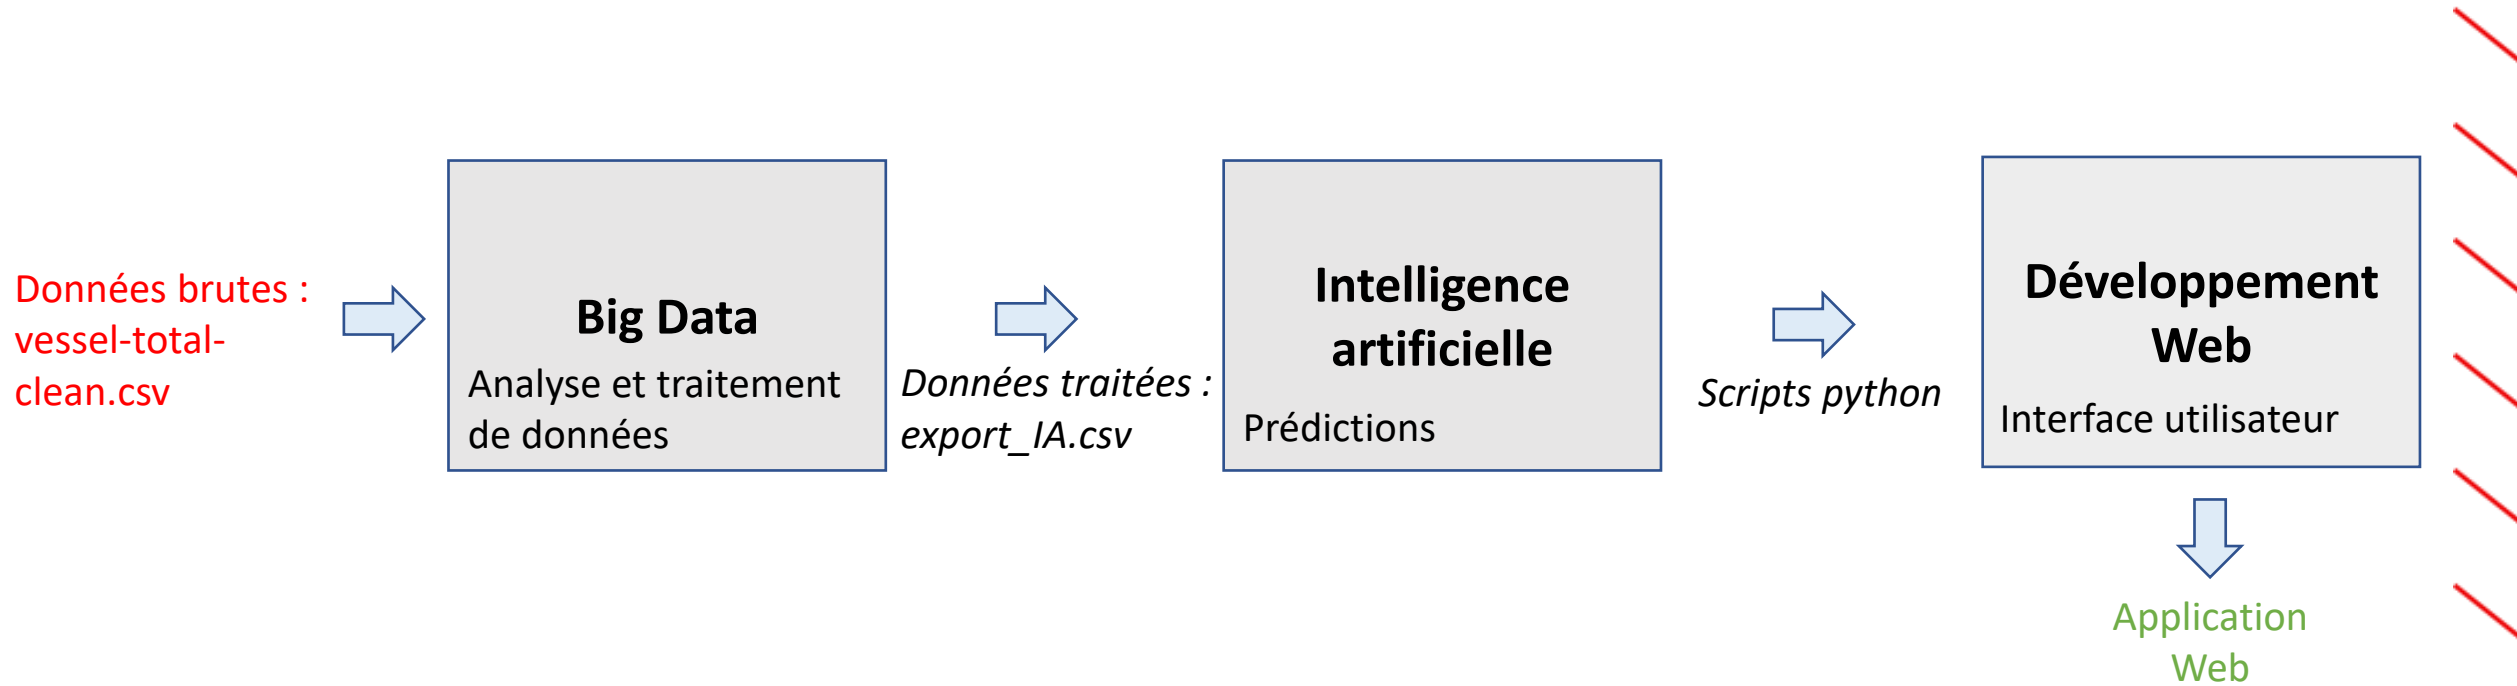 Données brutes :
vessel-total-
clean.csv
Big Data
Analyse et traitement
de données
Données traitées :
export_IA.csv
Intelligence
artificielle
Prédictions
Scripts python
Développement
Web
Interface utilisateur
Application
Web